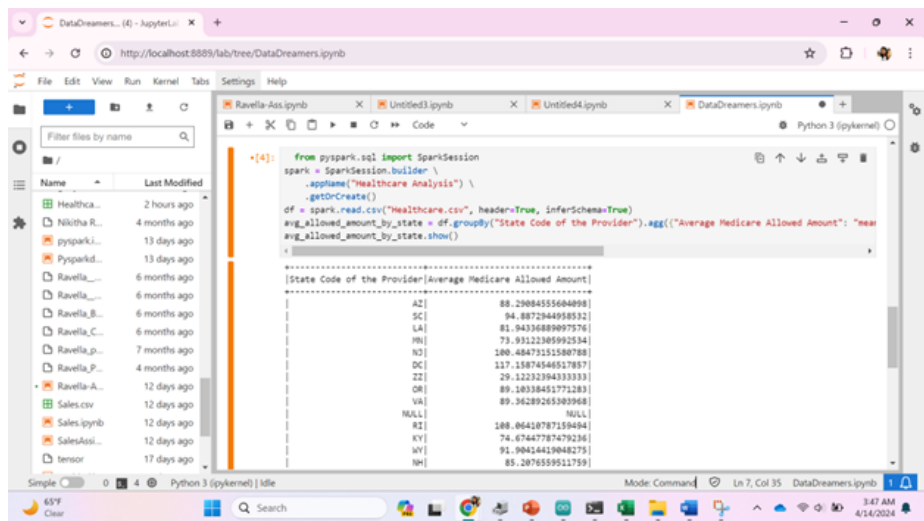 DataDreamers... (4) - JupyterLa
http://localhost:8889/lab/tree/DataDreamers.ipynb
File Edit View Run Kernel Tabs Settings Help
Ravella-Ass.ipynb Untitled3.ipynb Untitled4.ipynb DataDreamers.ipynb
Code Python 3 (ipykernel)
Filter files by name
/
Name Last Modified
Healthca... 2 hours ago
Nikitha R... 4 months ago
pyspark.i... 13 days ago
Pysparkd... 13 days ago
Ravella_... 6 months ago
Ravella_... 6 months ago
Ravella_B... 6 months ago
Ravella_C... 6 months ago
Ravella_p... 7 months ago
Ravella_P... 4 months ago
Ravella-A... 12 days ago
Sales.csv 12 days ago
Sales.ipynb 12 days ago
SalesAssi... 12 days ago
tensor 17 days ago
[4]: from pyspark.sql import SparkSession
spark = SparkSession.builder \
.appName("Healthcare Analysis") \
.getOrCreate()
df = spark.read.csv("Healthcare.csv", header=True, inferSchema=True)
avg_allowed_amount_by_state = df.groupBy("State Code of the Provider").agg({"Average Medicare Allowed Amount": "mean
avg_allowed_amount_by_state.show()
+--------------------------+-------------------------------+
|State Code of the Provider|Average Medicare Allowed Amount|
+--------------------------+-------------------------------+
| AZ| 88.29084555604098|
| SC| 94.8872944958532|
| LA| 81.94336889097576|
| MN| 73.93122305992534|
| NJ| 100.48473151580788|
| DC| 117.15874546517857|
| ZZ| 29.12232394333333|
| OR| 89.10338451771283|
| VA| 89.36289265303968|
| NULL| NULL|
| RI| 108.06410787159494|
| KY| 74.67447787479236|
| WY| 91.90414419048275|
| NH| 85.2076559511759|
Simple 0 4 Python 3 (ipykernel) | Idle Mode: Command Ln 7, Col 35 DataDreamers.ipynb 1
65°F
Clear
Search
3:47 AM
4/14/2024